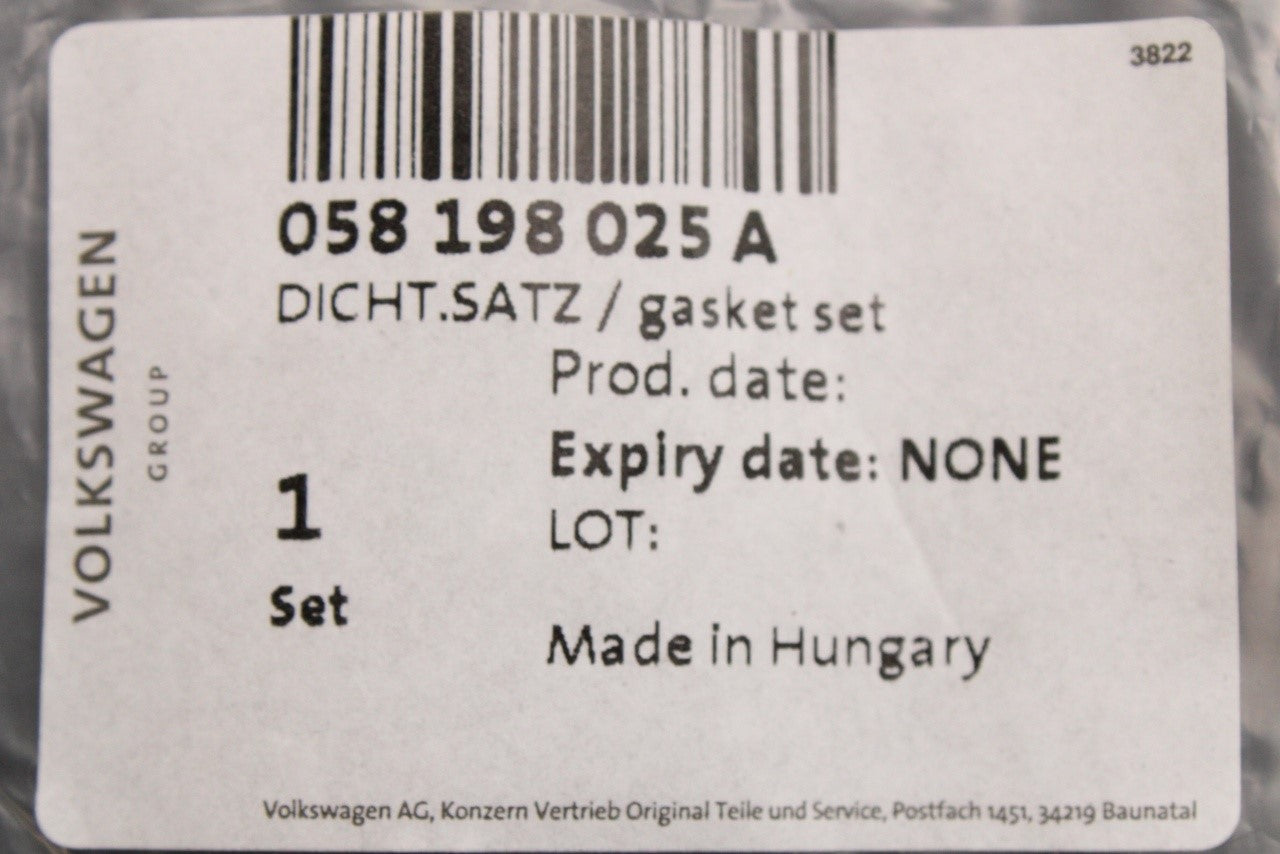 3822
058 198 025 A
DICHT.SATZ / gasket set
Prod. date:
Expiry date: NONE
LOT:
1
Set
Made in Hungary
VOLKSWAGEN
GROUP
Volkswagen AG, Konzern Vertrieb Original Teile und Service, Postfach 1451, 34219 Baunatal